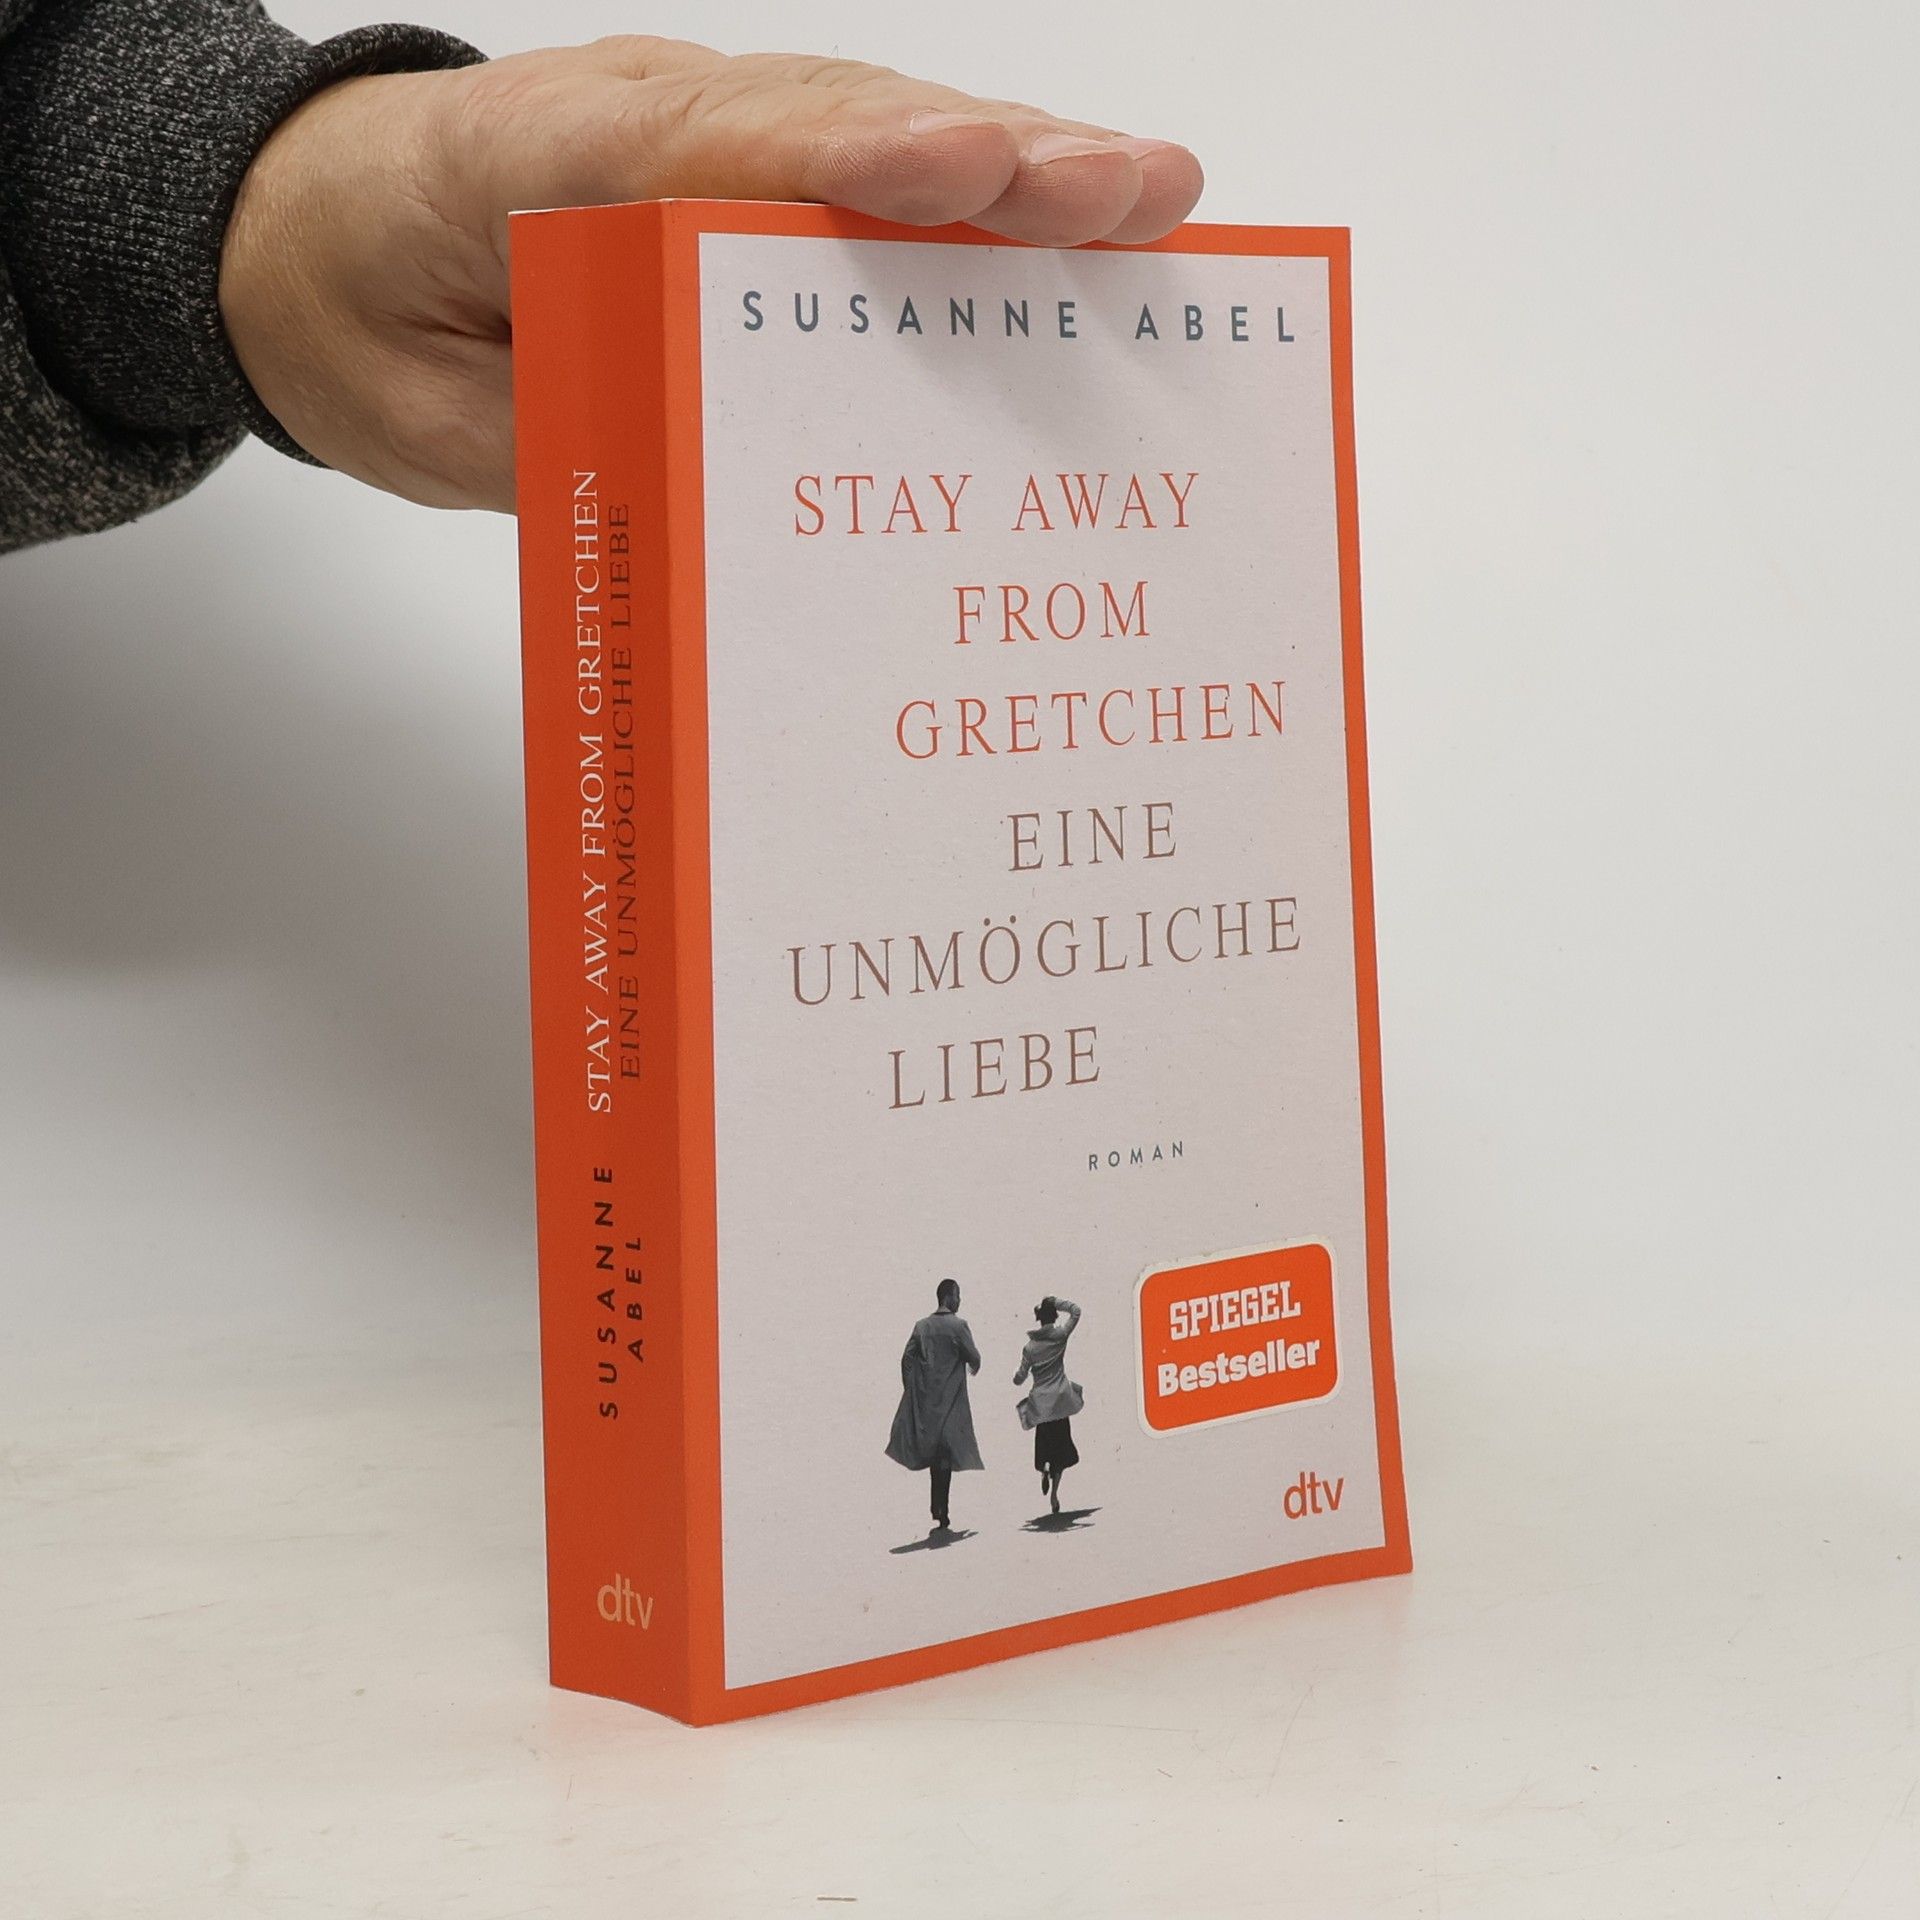 SUSANNE ABEL
STAY AWAY
FROM
GRETCHEN
EINE
UNMÖGLICHE
LIEBE
ROMAN
SPIEGEL
Bestseller
dtv
STAY AWAY FROM GRETCHEN
EINE UNMÖGLICHE LIEBE
SUSANNE
ABEL
dtv